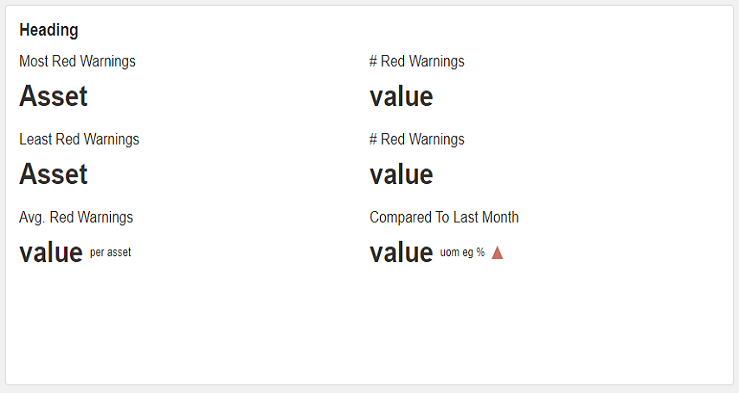 Heading
Most Red Warnings # Red Warnings
Asset value
Least Red Warnings # Red Warnings
Asset value
Avg. Red Warnings Compared To Last Month
value per asset value uom eg %